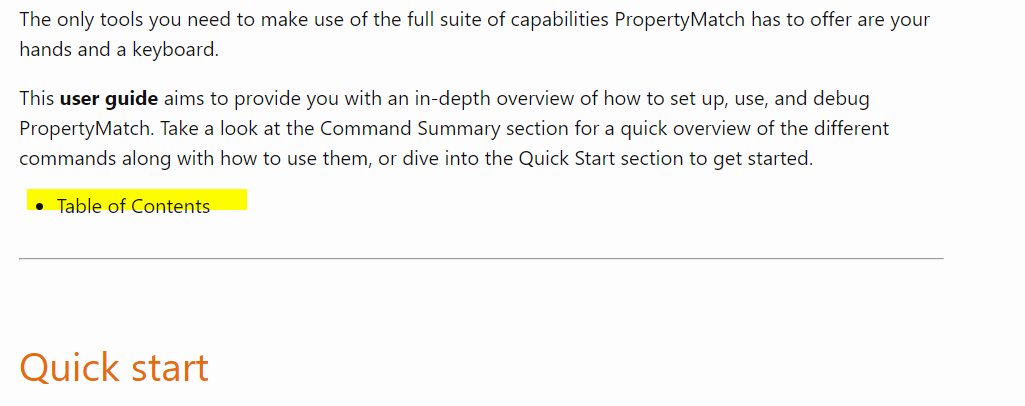 The only tools you need to make use of the full suite of capabilities PropertyMatch has to offer are your
hands and a keyboard.
This user guide aims to provide you with an in-depth overview of how to set up, use, and debug
PropertyMatch. Take a look at the Command Summary section for a quick overview of the different
commands along with how to use them, or dive into the Quick Start section to get started.
• Table of Contents
Quick start